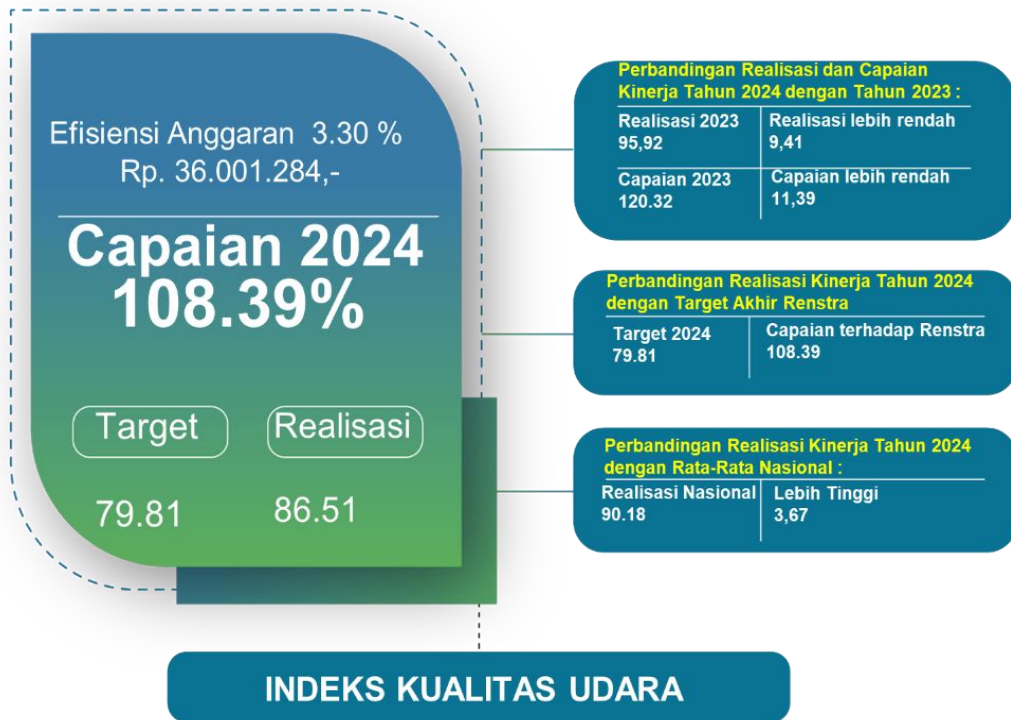 Efisiensi Anggaran 3.30 %
Rp. 36.001.284,-
Capaian 2024
108.39%
Target
Realisasi
79.81
86.51
Perbandingan Realisasi dan Capaian
Kinerja Tahun 2024 dengan Tahun 2023 :
Realisasi 2023
95,92
Realisasi lebih rendah
9,41
Capaian 2023
120.32
Capaian lebih rendah
11,39
Perbandingan Realisasi Kinerja Tahun 2024
dengan Target Akhir Renstra
Target 2024
79.81
Capaian terhadap Renstra
108.39
Perbandingan Realisasi Kinerja Tahun 2024
dengan Rata-Rata Nasional :
Realisasi Nasional
90.18
Lebih Tinggi
3,67
INDEKS KUALITAS UDARA